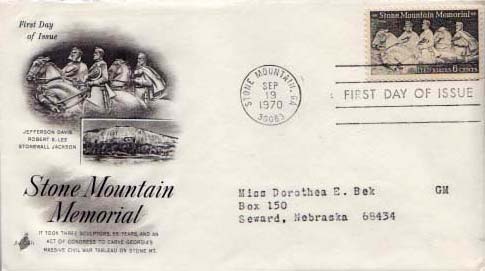 First Day
of Issue
JEFFERSON DAVIS
ROBERT E. LEE
STONEWALL JACKSON
Stone Mountain
Memorial
IT TOOK THREE SCULPTORS, 55 YEARS, AND AN
ACT OF CONGRESS TO CARVE GEORGIA'S
MASSIVE CIVIL WAR TABLEAU ON STONE MT.
Stone Mountain Memorial
UNITED STATES 6 CENTS
STONE MOUNTAIN, GA
SEP
19
1970
30083
FIRST DAY OF ISSUE
Miss Dorothea E. Bek GM
Box 150
Seward, Nebraska 68434